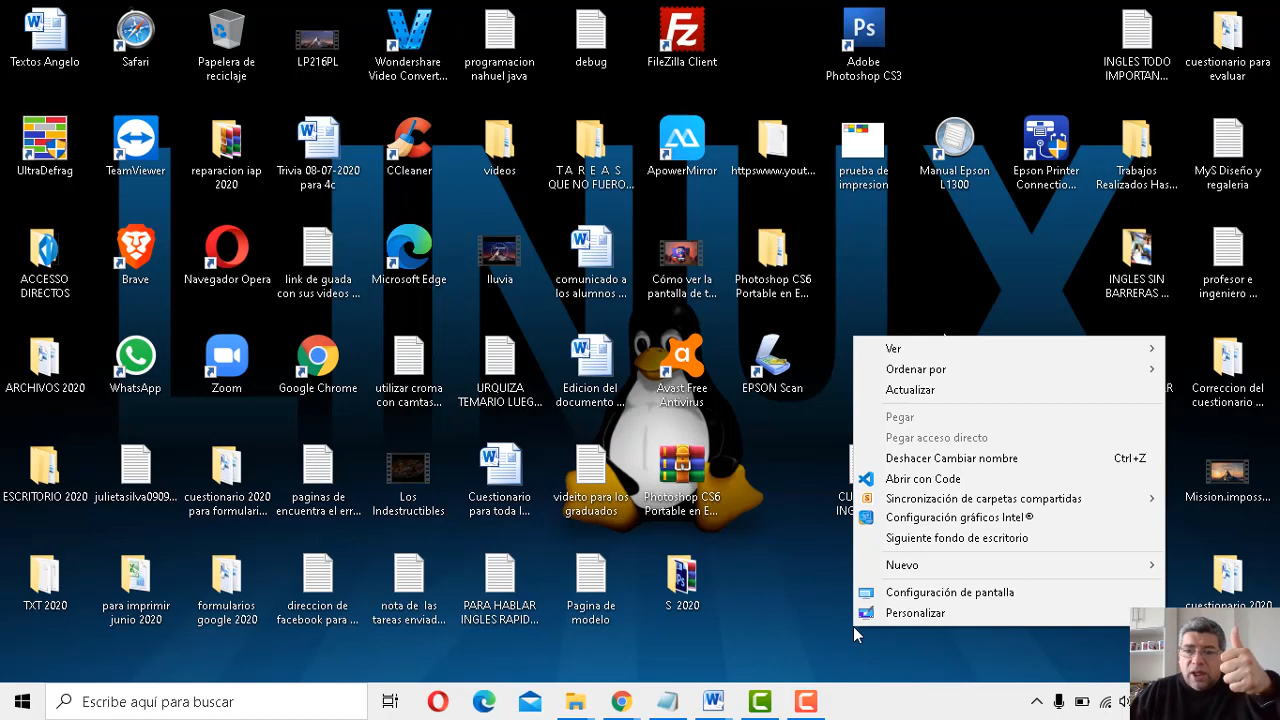 LINUX
Textos Angelo
Safari
Papelera de
reciclaje
LP216PL
Wondershare
Video Convert...
programacion
nahuel java
debug
FileZilla Client
Adobe
Photoshop CS3
INGLES TODO
IMPORTAN...
cuestionario para
evaluar
UltraDefrag
TeamViewer
reparacion iap
2020
Trivia 08-07-2020
para 4c
CCleaner
videos
T A R E A S
QUE NO FUERO...
ApowerMirror
httpswww.yout...
prueba de
impresion
Manual Epson
L1300
Epson Printer
Connectio...
Trabajos
Realizados Has...
MyS Diseño y
regaleria
ACCESSO
DIRECTOS
Brave
Navegador Opera
link de guada
con sus videos ...
Microsoft Edge
lluvia
comunicado a
los alumnos ...
Cómo ver la
pantalla de t...
Photoshop CS6
Portable en E...
INGLES SIN
BARRERAS ...
profesor e
ingeniero ...
ARCHIVOS 2020
WhatsApp
Zoom
Google Chrome
utilizar croma
con camtas...
URQUIZA
TEMARIO LUEG...
Edicion del
documento ...
Avast Free
Antivirus
EPSON Scan
Correccion del
cuestionario ...
ESCRITORIO 2020
julietasilva0909...
cuestionario 2020
para formulari...
paginas de
encuentra el err...
Los
Indestructibles
Cuestionario
para toda l...
videito para los
graduados
Photoshop CS6
Portable en E...
Mission.imposs...
TXT 2020
para imprimir
junio 2020
formularios
google 2020
direccion de
facebook para ...
nota de las
tareas enviad...
PARA HABLAR
INGLES RAPID...
Pagina de
modelo
S 2020
cuestionario 2020
Ver
Ordenar por
Actualizar
Pegar
Pegar acceso directo
Deshacer Cambiar nombre Ctrl+Z
Abrir con Code
Sincronización de carpetas compartidas
Configuración gráficos Intel®
Siguiente fondo de escritorio
Nuevo
Configuración de pantalla
Personalizar
Escribe aquí para buscar